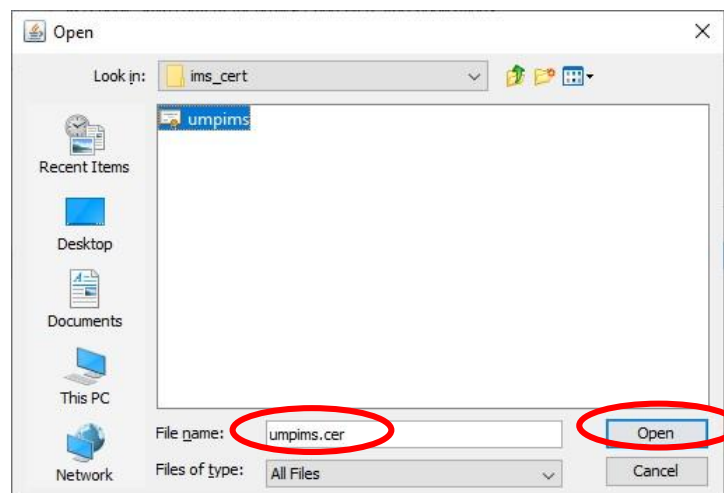 Open
Look in:
ims_cert
umpims
Recent Items
Desktop
Documents
This PC
Network
File name:
umpims.cer
Open
Files of type:
All Files
Cancel